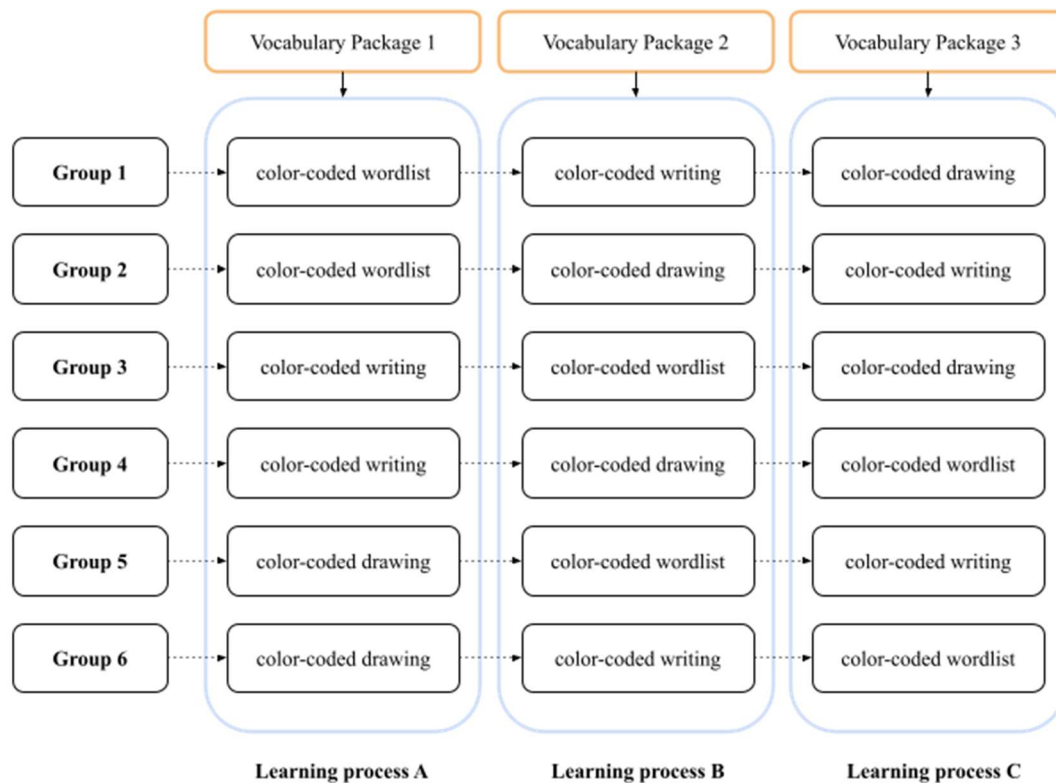 Vocabulary Package 1
Vocabulary Package 2
Vocabulary Package 3
Group 1
color-coded wordlist
color-coded writing
color-coded drawing
Group 2
color-coded wordlist
color-coded drawing
color-coded writing
Group 3
color-coded writing
color-coded wordlist
color-coded drawing
Group 4
color-coded writing
color-coded drawing
color-coded wordlist
Group 5
color-coded drawing
color-coded wordlist
color-coded writing
Group 6
color-coded drawing
color-coded writing
color-coded wordlist
Learning process A
Learning process B
Learning process C